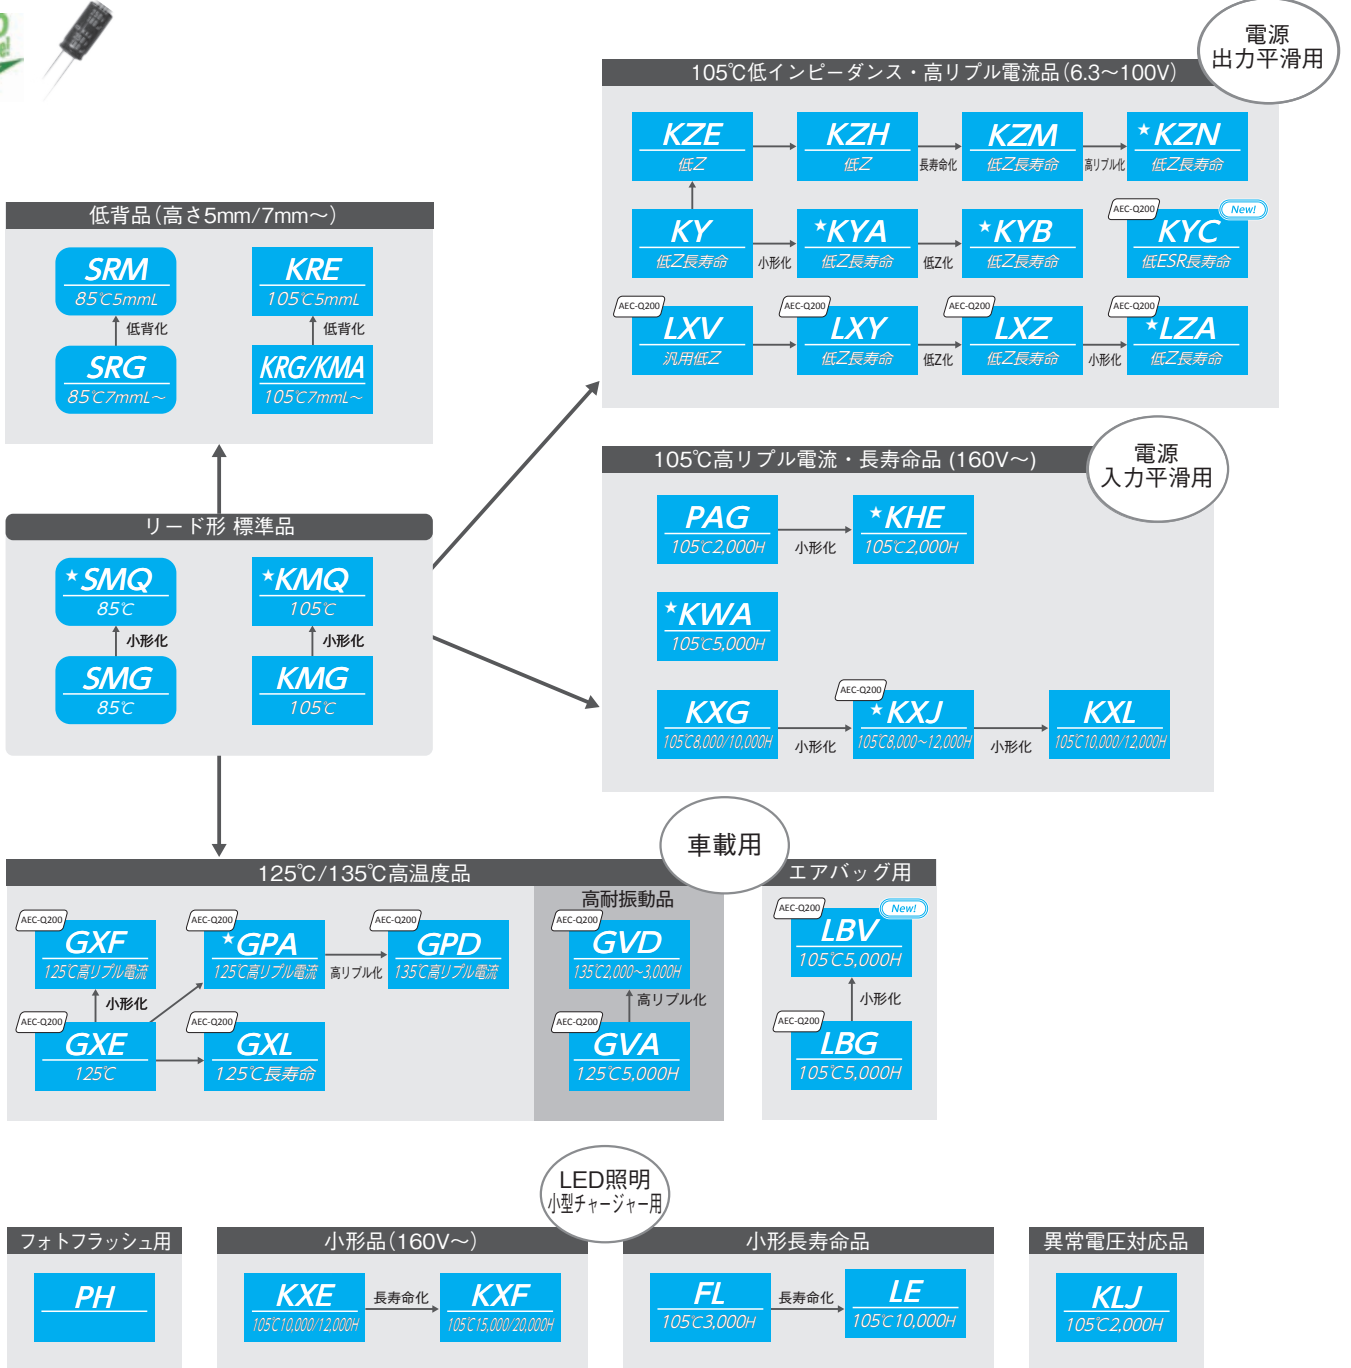 電源
出力平滑用
105℃低インピーダンス・高リプル電流品(6.3～100V)
KZE
低Z
KZH
低Z
長寿命化
KZM
低Z長寿命
高リプル化
★KZN
低Z長寿命
KY
低Z長寿命
小形化
★KYA
低Z長寿命
低Z化
★KYB
低Z長寿命
AEC-Q200
New!
KYC
低ESR長寿命
AEC-Q200
LXV
汎用低Z
AEC-Q200
LXY
低Z長寿命
低Z化
AEC-Q200
LXZ
低Z長寿命
小形化
AEC-Q200
★LZA
低Z長寿命
低背品(高さ5mm/7mm～)
SRM
85℃5mmL
低背化
SRG
85℃7mmL～
KRE
105℃5mmL
低背化
KRG/KMA
105℃7mmL～
リード形 標準品
★SMQ
85℃
小形化
SMG
85℃
★KMQ
105℃
小形化
KMG
105℃
電源
入力平滑用
105℃高リプル電流・長寿命品 (160V～)
PAG
105℃2,000H
小形化
★KHE
105℃2,000H
★KWA
105℃5,000H
KXG
105℃8,000/10,000H
小形化
AEC-Q200
★KXJ
105℃8,000～12,000H
小形化
KXL
105℃10,000/12,000H
車載用
125℃/135℃高温度品
AEC-Q200
GXF
125℃高リプル電流
小形化
AEC-Q200
GXE
125℃
AEC-Q200
★GPA
125℃高リプル電流
高リプル化
AEC-Q200
GPD
135℃高リプル電流
AEC-Q200
GXL
125℃長寿命
高耐振動品
AEC-Q200
GVD
135℃2,000～3,000H
高リプル化
AEC-Q200
GVA
125℃5,000H
エアバッグ用
AEC-Q200
New!
LBV
105℃5,000H
小形化
AEC-Q200
LBG
105℃5,000H
LED照明
小型チャージャー用
フォトフラッシュ用
PH
小形品(160V～)
KXE
105℃10,000/12,000H
長寿命化
KXF
105℃15,000/20,000H
小形長寿命品
FL
105℃3,000H
長寿命化
LE
105℃10,000H
異常電圧対応品
KLJ
105℃2,000H